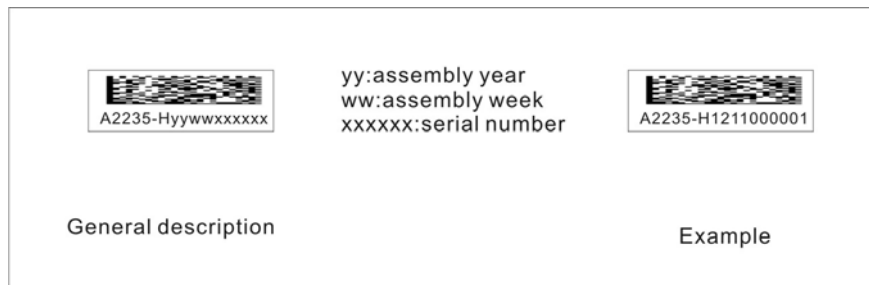 A2235-Hyywwxxxxxx
yy:assembly year
ww:assembly week
xxxxxx:serial number
A2235-H1211000001
General description
Example